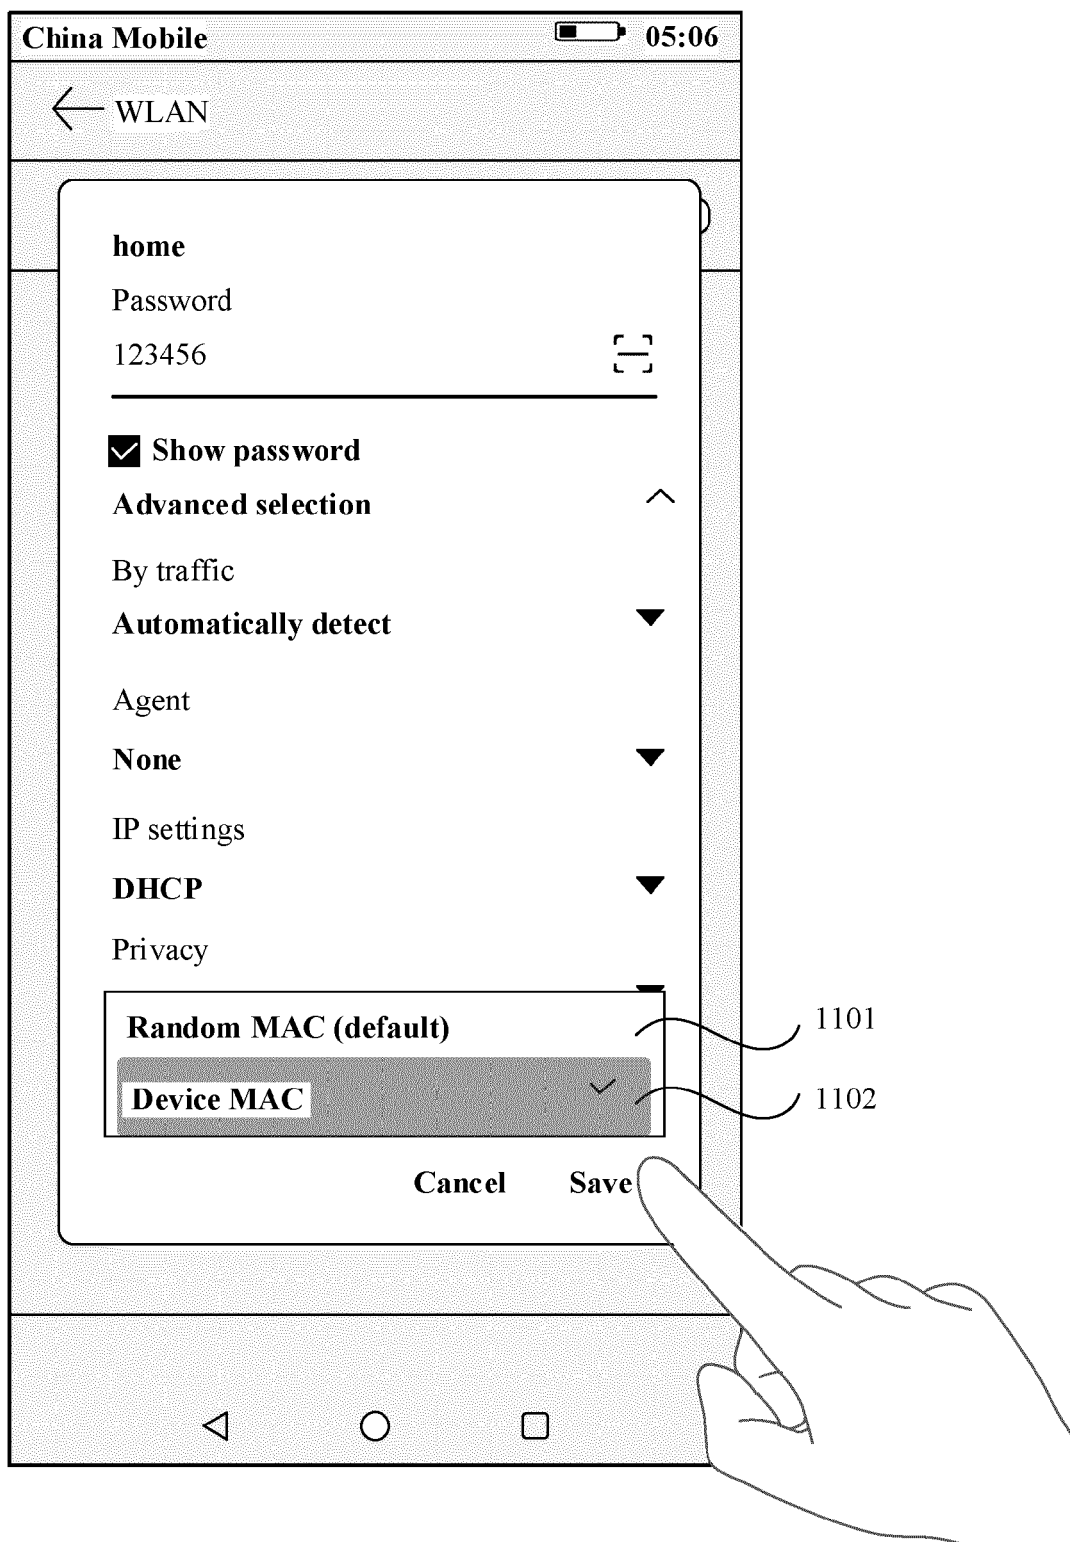 China Mobile 05:06
WLAN
home
Password
123456
Show password
Advanced selection
By traffic
Automatically detect
Agent
None
IP settings
DHCP
Privacy
Random MAC (default)
1101
Device MAC
1102
Cancel Save